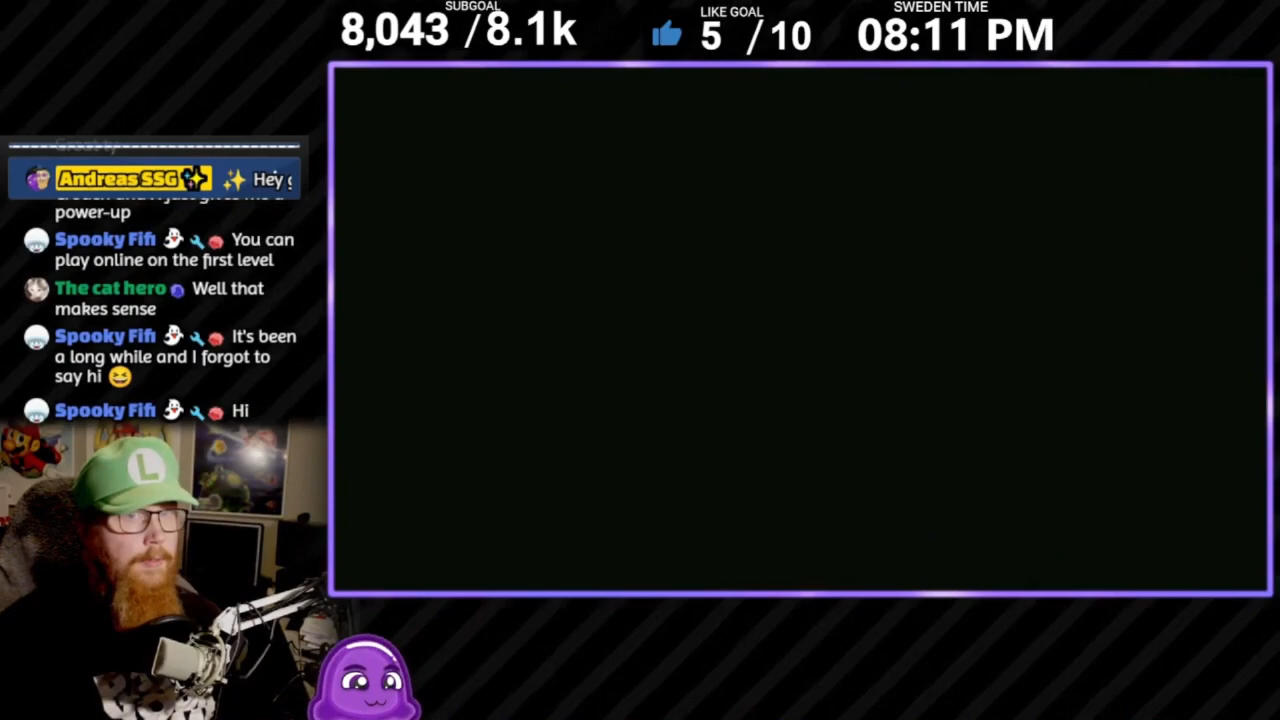 SUBGOAL
8,043 /8.1k
LIKE GOAL
5 /10
SWEDEN TIME
08:11 PM
Andreas SSG ✨ Hey
power-up
Spooky Fifi You can
play online on the first level
The cat hero Well that
makes sense
Spooky Fifi It's been
a long while and I forgot to
say hi 😆
Spooky Fifi Hi
L